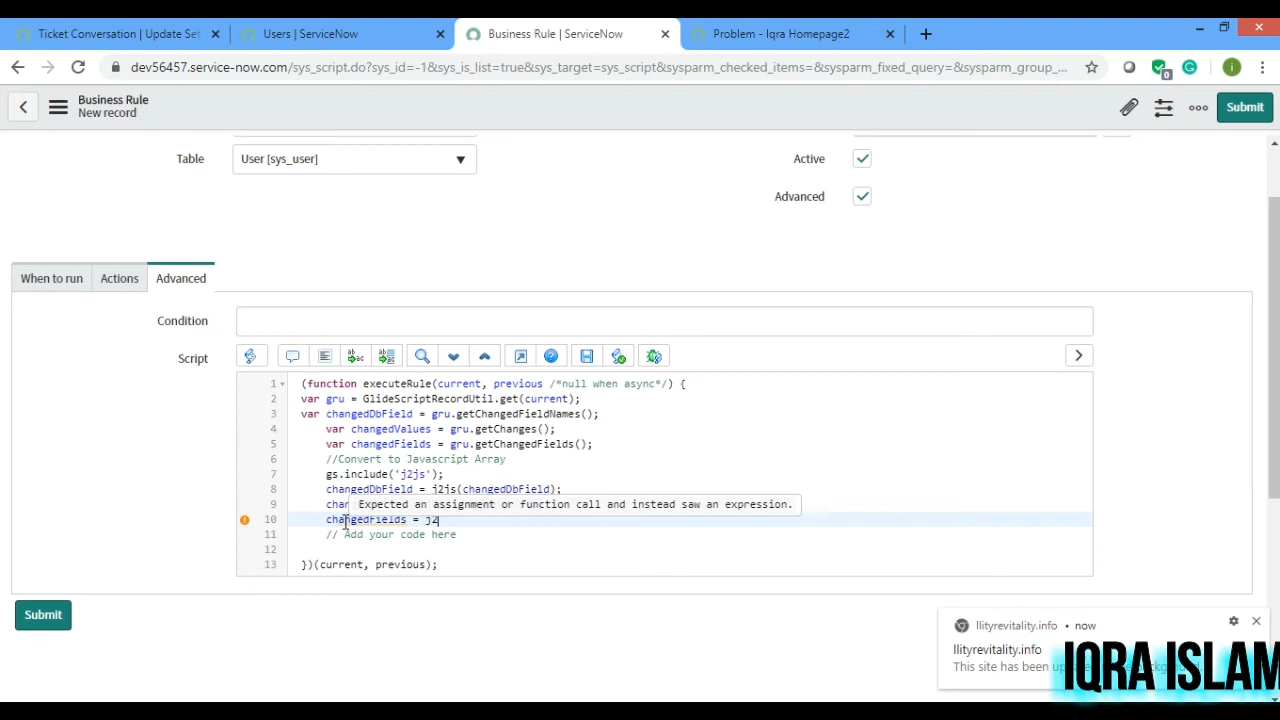 Ticket Conversation | Update Set
Users | ServiceNow
Business Rule | ServiceNow
Problem - Iqra Homepage2
dev56457.service-now.com/sys_script.do?sys_id=-1&sys_is_list=true&sys_target=sys_script&sysparm_checked_items=&sysparm_fixed_query=&sysparm_group_...
0
i
Business Rule
New record
Submit
Table
User [sys_user]
Active
Advanced
When to run
Actions
Advanced
Condition
Script
1 (function executeRule(current, previous /*null when async*/) {
2 var gru = GlideScriptRecordUtil.get(current);
3 var changedDbField = gru.getChangedFieldNames();
4 var changedValues = gru.getChanges();
5 var changedFields = gru.getChangedFields();
6 //Convert to Javascript Array
7 gs.include('j2js');
8 changedDbField = j2js(changedDbField);
9 chan
Expected an assignment or function call and instead saw an expression.
10 changedFields = j2
11 // Add your code here
12
13 })(current, previous);
Submit
llityrevitality.info • now
llityrevitality.info
This site has been
IQRA ISLAM